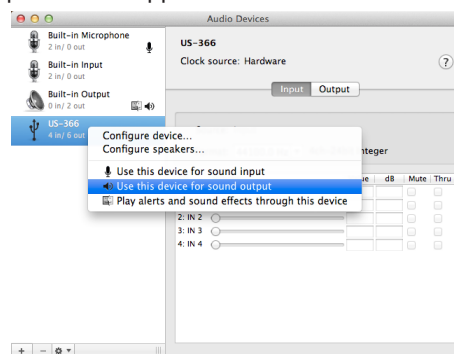 Audio Devices
Built-in Microphone
2 in/ 0 out
Built-in Input
2 in/ 0 out
Built-in Output
0 in/ 2 out
US-366
4 in/ 6 out
US-366
Clock source: Hardware
?
Input Output
Configure device...
Configure speakers...
Use this device for sound input
Use this device for sound output
Play alerts and sound effects through this device
nteger
ue dB Mute Thru
2: IN 2
3: IN 3
4: IN 4